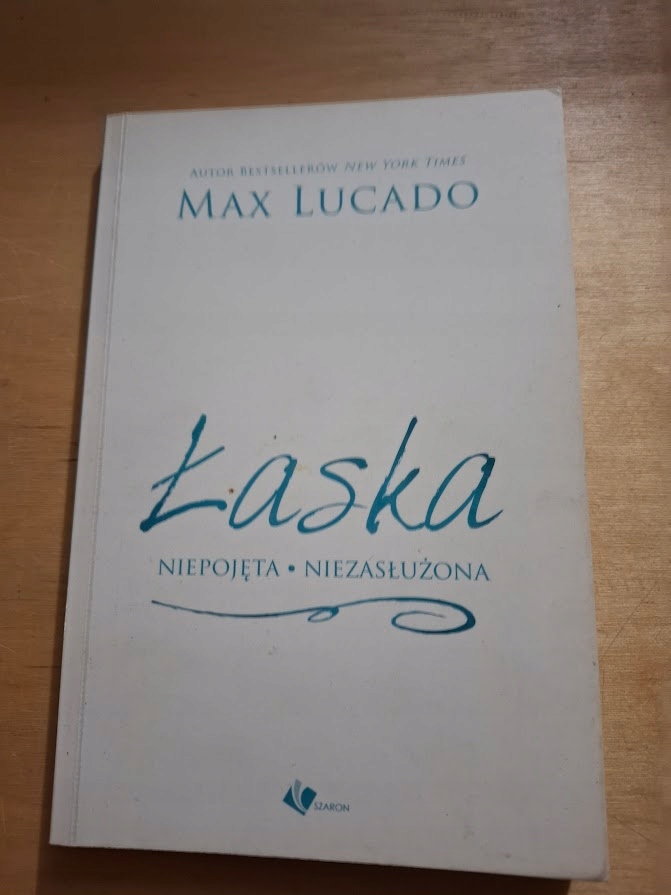 AUTOR BESTSELLERÓW NEW YORK TIMES
MAX LUCADO
Łaska
NIEPOJĘTA • NIEZASŁUŻONA
SZARON